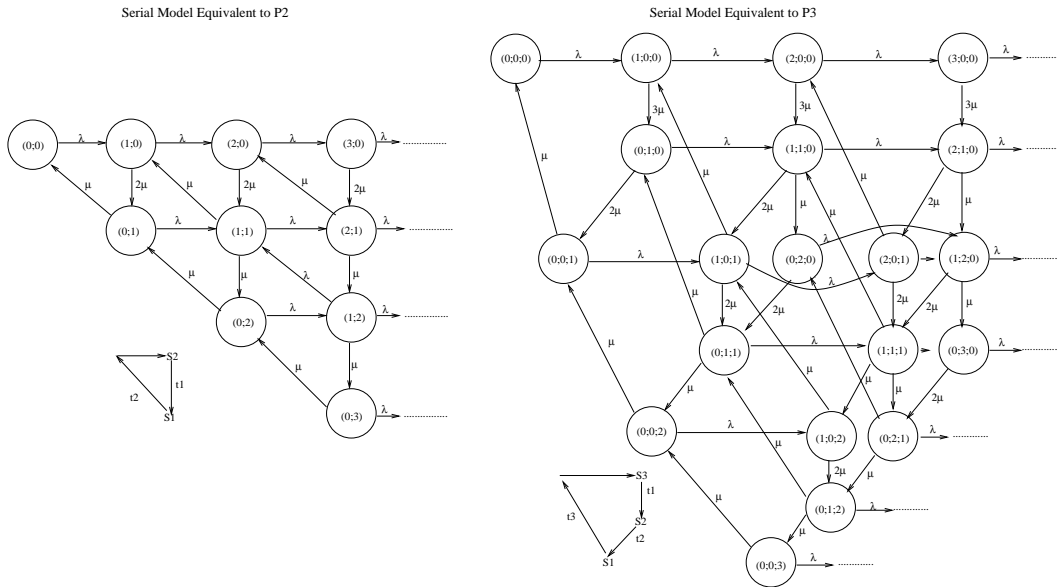 Serial Model Equivalent to P2
(0;0) λ (1;0) λ (2;0) λ (3;0) λ
μ 2μ μ 2μ μ 2μ
(0;1) λ (1;1) λ (2;1) λ
μ μ λ μ
(0;2) λ (1;2) λ
μ μ
(0;3) λ
S2
t1
t2
S1
Serial Model Equivalent to P3
(0;0;0) λ (1;0;0) λ (2;0;0) λ (3;0;0) λ
3μ 3μ 3μ
μ (0;1;0) λ (1;1;0) λ (2;1;0) λ
2μ 2μ μ μ 2μ μ
(0;0;1) λ (1;0;1) (0;2;0) λ λ (2;0;1) (1;2;0) λ
2μ 2μ 2μ 2μ μ
(0;1;1) λ (1;1;1) (0;3;0) λ
μ μ μ μ 2μ
(0;0;2) λ (1;0;2) (0;2;1) λ
μ 2μ μ
μ (0;1;2) λ
μ
(0;0;3) λ
S3
t1
t3
S2
t2
S1